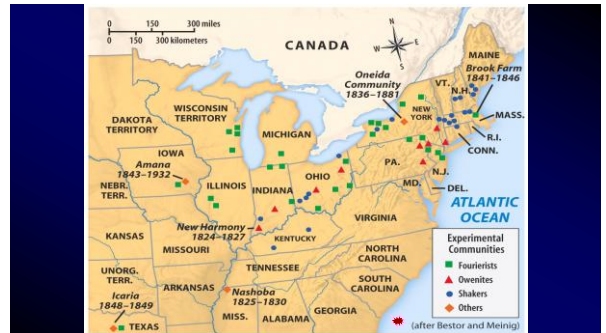 0 150 300 miles
0 150 300 kilometers
N
W E
S
CANADA
MAINE
Oneida
Community
1836–1881
VT.
N.H.
Brook Farm
1841–1846
NEW
YORK
MASS.
R.I.
CONN.
WISCONSIN
TERRITORY
MICHIGAN
DAKOTA
TERRITORY
IOWA
Amana
1843–1932
NEBR.
TERR.
ILLINOIS
INDIANA
OHIO
PA.
N.J.
MD.
DEL.
ATLANTIC
OCEAN
New Harmony
1824–1827
VIRGINIA
KENTUCKY
KANSAS
MISSOURI
TENNESSEE
NORTH
CAROLINA
SOUTH
CAROLINA
UNORG.
TERR.
ARKANSAS
Nashoba
1825–1830
MISS.
ALABAMA
GEORGIA
Icaria
1848–1849
TEXAS
Experimental
Communities
Fourierists
Owenites
Shakers
Others
(after Bestor and Meinig)